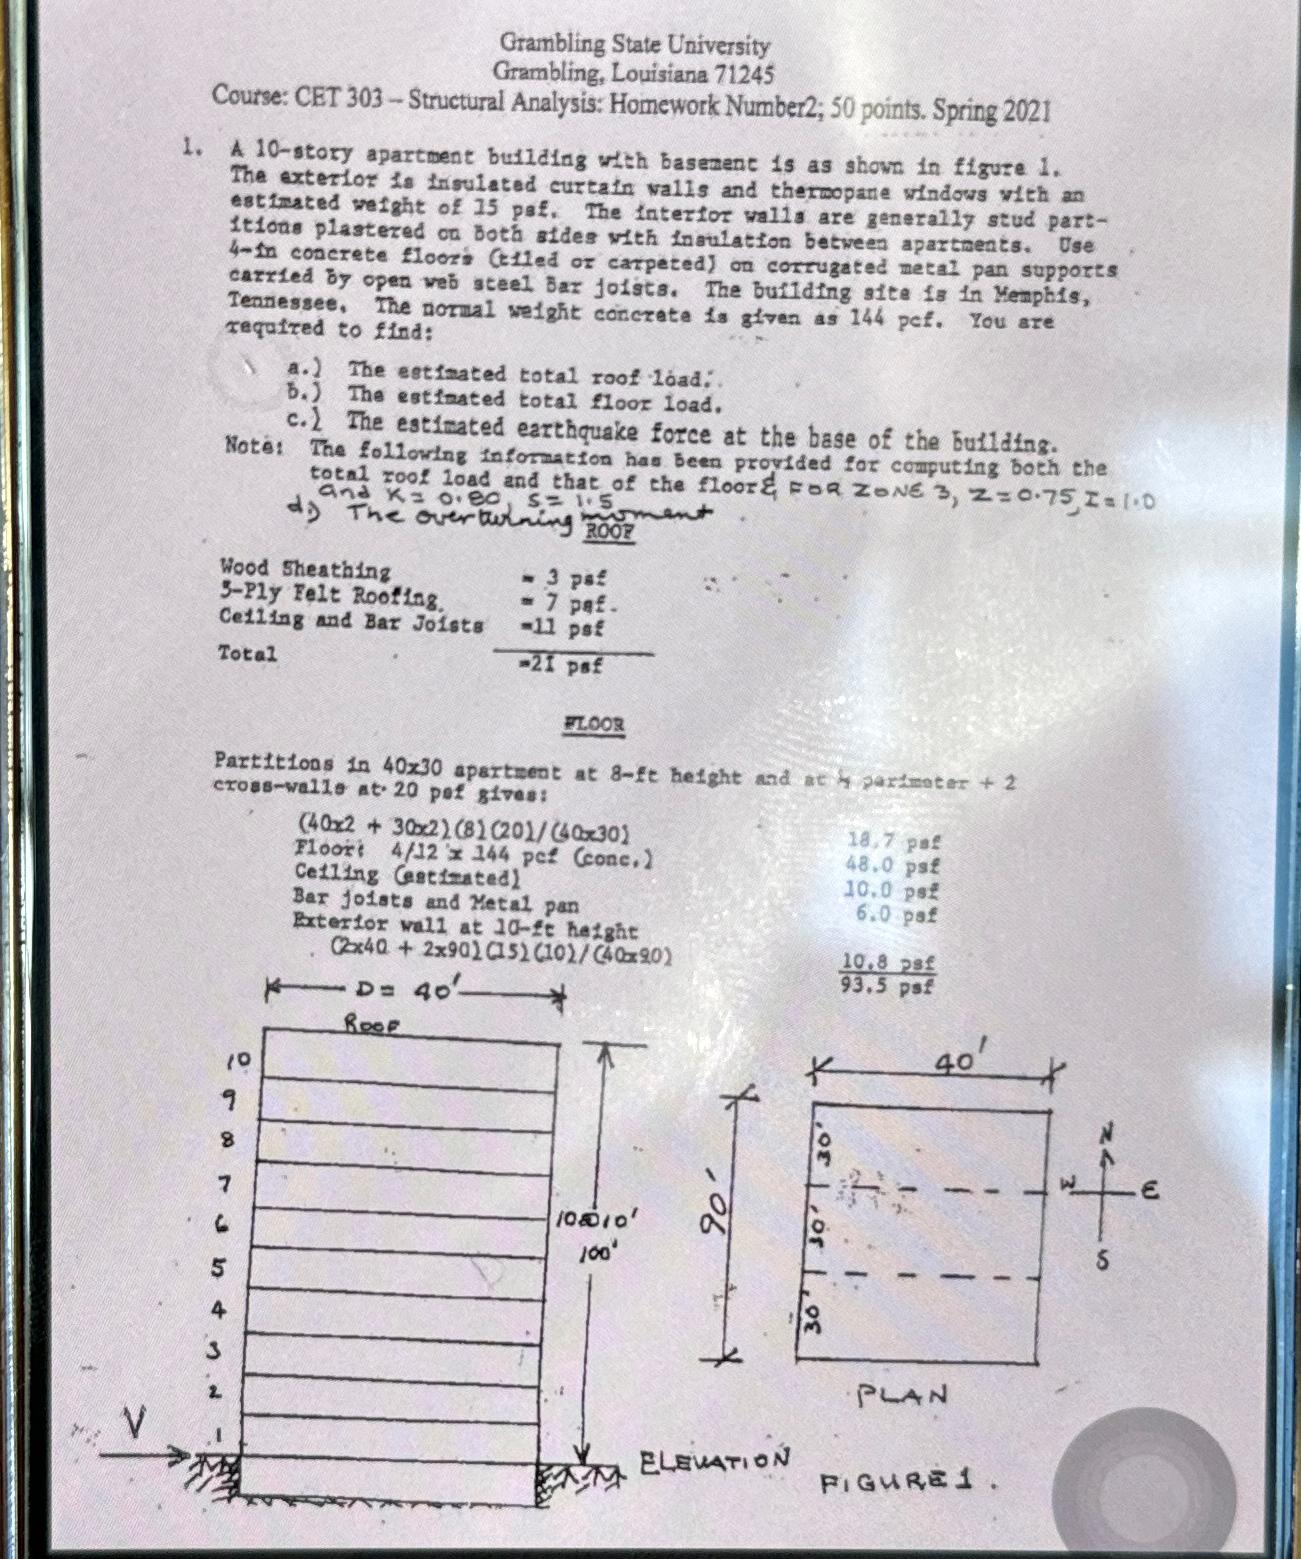 Grambling State University
Grambling, Louisiana 71245
Course: CET 303 – Structural Analysis: Homework Number2; 50 points. Spring 2021
1. A 10-story apartment building with basement is as shown in figure 1.
The exterior is insulated curtain walls and thermopane windows with an
estimated weight of 15 psf. The interior walls are generally stud part-
itions plastered on both sides with insulation between apartments. Use
4-in concrete floors (tiled or carpeted) on corrugated metal pan supports
carried by open web steel bar joists. The building site is in Memphis,
Tennessee. The normal weight concrete is given as 144 pcf. You are
required to find:
a.) The estimated total roof load.
b.) The estimated total floor load.
c.) The estimated earthquake force at the base of the building.
Note: The following information has been provided for computing both the
total roof load and that of the floor & FOR ZONE 3, Z=0.75, I=1.0
and K= 0.80, S= 1.5
d.) The overturning moment
ROOF
Wood Sheathing = 3 psf
5-Ply Felt Roofing = 7 psf.
Ceiling and Bar Joists =11 psf
Total =21 psf
FLOOR
Partitions in 40x30 apartment at 8-ft height and at perimeter + 2
cross-walls at 20 psf gives:
(40x2 + 30x2)(8)(20)/(40x30) 18.7 psf
Floor: 4/12 x 144 pcf (conc.) 48.0 psf
Ceiling (estimated) 10.0 psf
Bar joists and Metal pan 6.0 psf
Exterior wall at 10-ft height
(2x40 + 2x90)(15)(10)/(40x90) 10.8 psf
93.5 psf
D= 40'
ROOF
10
9
8
7
6
5
4
3
2
1
10@10'
100'
V
ELEVATION
40'
90'
30'
30'
30'
N
W
E
S
PLAN
FIGURE 1.